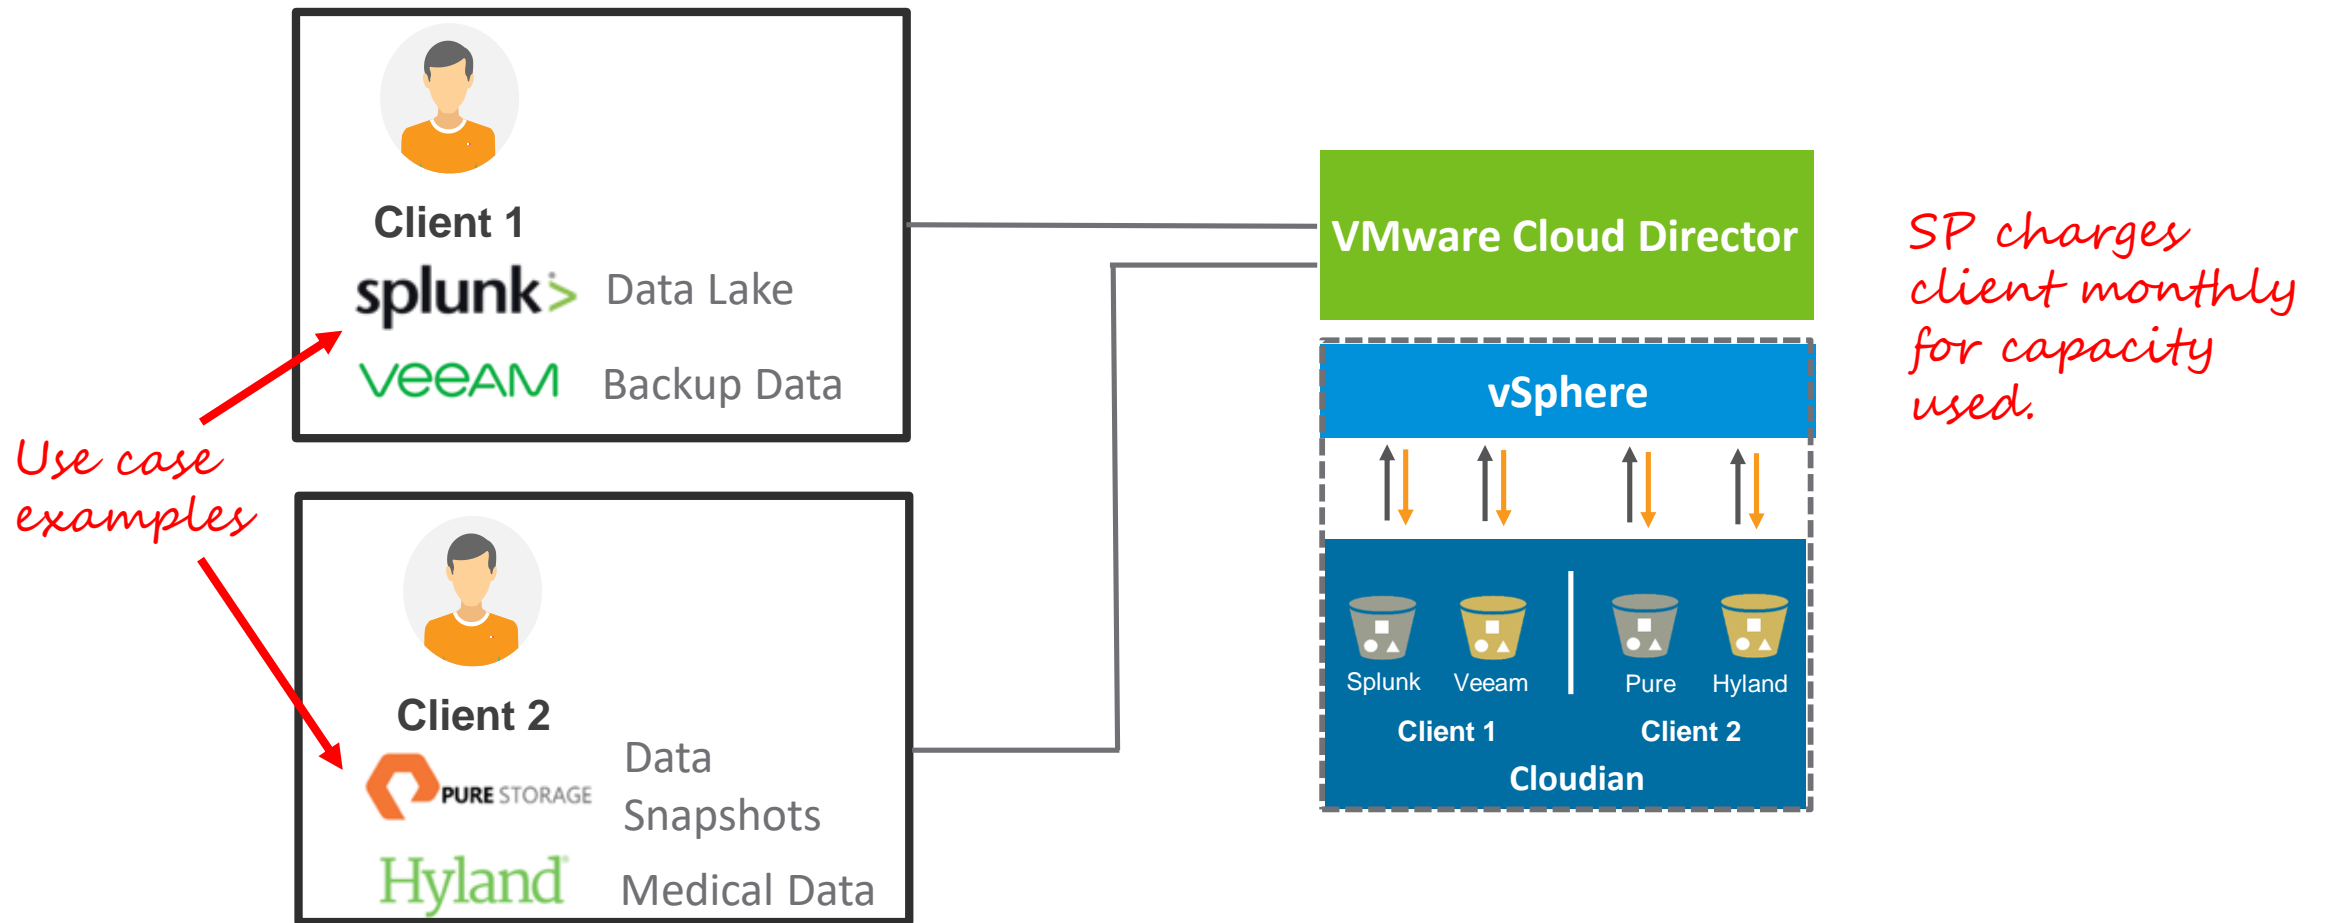 Client 1
splunk>
Data Lake
veeAM
Backup Data
Use case
examples
Client 2
PURE STORAGE
Data
Snapshots
Hyland®
Medical Data
VMware Cloud Director
vSphere
Splunk
Veeam
Pure
Hyland
Client 1
Client 2
Cloudian
SP charges
client monthly
for capacity
used.